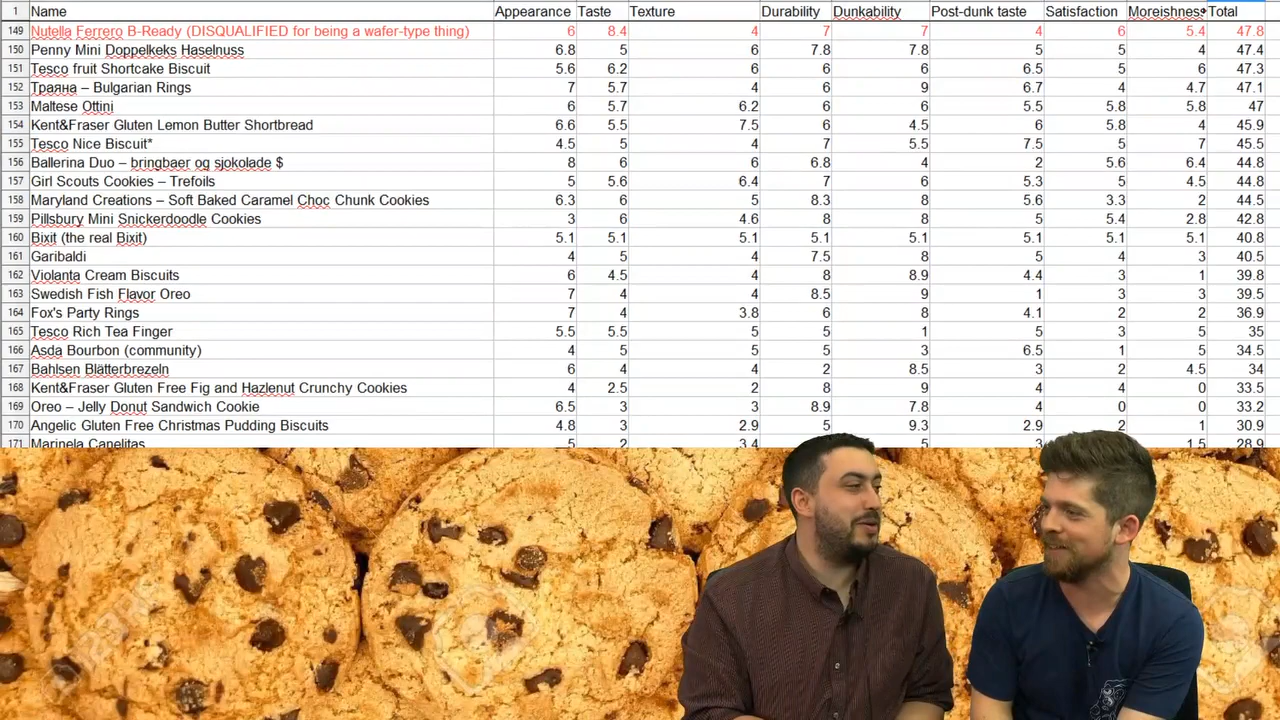 1 Name Appearance Taste Texture Durability Dunkability Post-dunk taste Satisfaction Moreishness Total
149 Nutella Ferrero B-Ready (DISQUALIFIED for being a wafer-type thing) 6 8.4 4 7 7 4 6 5.4 47.8
150 Penny Mini Doppelkeks Haselnuss 6.8 5 6 7.8 7.8 5 5 4 47.4
151 Tesco fruit Shortcake Biscuit 5.6 6.2 6 6 6 6.5 5 6 47.3
152 Траяна – Bulgarian Rings 7 5.7 4 6 9 6.7 4 4.7 47.1
153 Maltese Ottini 6 5.7 6.2 6 6 5.5 5.8 5.8 47
154 Kent&Fraser Gluten Lemon Butter Shortbread 6.6 5.5 7.5 6 4.5 6 5.8 4 45.9
155 Tesco Nice Biscuit* 4.5 5 4 7 5.5 7.5 5 7 45.5
156 Ballerina Duo – bringbaer og sjokolade $ 8 6 6 6.8 4 2 5.6 6.4 44.8
157 Girl Scouts Cookies – Trefoils 5 5.6 6.4 7 6 5.3 5 4.5 44.8
158 Maryland Creations – Soft Baked Caramel Choc Chunk Cookies 6.3 6 5 8.3 8 5.6 3.3 2 44.5
159 Pillsbury Mini Snickerdoodle Cookies 3 6 4.6 8 8 5 5.4 2.8 42.8
160 Bixit (the real Bixit) 5.1 5.1 5.1 5.1 5.1 5.1 5.1 5.1 40.8
161 Garibaldi 4 5 4 7.5 8 5 4 3 40.5
162 Violanta Cream Biscuits 6 4.5 4 8 8.9 4.4 3 1 39.8
163 Swedish Fish Flavor Oreo 7 4 4 8.5 9 1 3 3 39.5
164 Fox's Party Rings 7 4 3.8 6 8 4.1 2 2 36.9
165 Tesco Rich Tea Finger 5.5 5.5 5 5 1 5 3 5 35
166 Asda Bourbon (community) 4 5 5 5 3 6.5 1 5 34.5
167 Bahlsen Blätterbrezeln 6 4 4 2 8.5 3 2 4.5 34
168 Kent&Fraser Gluten Free Fig and Hazlenut Crunchy Cookies 4 2.5 2 8 9 4 4 0 33.5
169 Oreo – Jelly Donut Sandwich Cookie 6.5 3 3 8.9 7.8 4 0 0 33.2
170 Angelic Gluten Free Christmas Pudding Biscuits 4.8 3 2.9 5 9.3 2.9 2 1 30.9
171 Marinela Canelitas 5 2 3.4 5 3 1.5 28.9
123RF